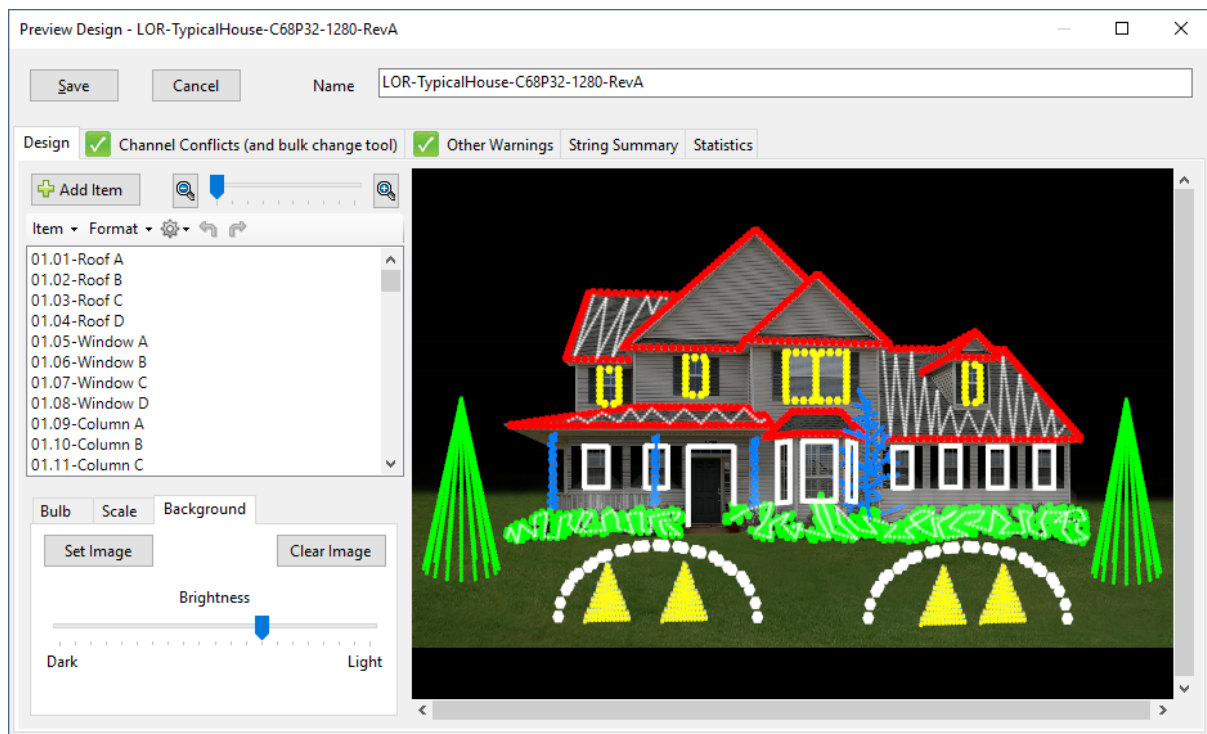 Preview Design - LOR-TypicalHouse-C68P32-1280-RevA
Save Cancel Name LOR-TypicalHouse-C68P32-1280-RevA
Design Channel Conflicts (and bulk change tool) Other Warnings String Summary Statistics
Add Item
Item Format
01.01-Roof A
01.02-Roof B
01.03-Roof C
01.04-Roof D
01.05-Window A
01.06-Window B
01.07-Window C
01.08-Window D
01.09-Column A
01.10-Column B
01.11-Column C
Bulb Scale Background
Set Image Clear Image
Brightness
Dark Light